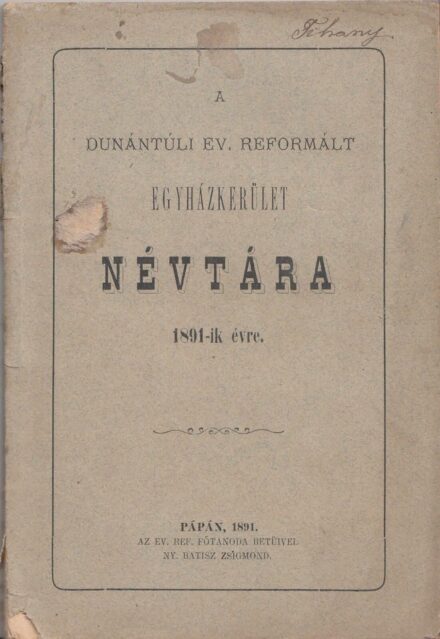 Tihany
A
DUNÁNTÚLI EV. REFORMÁLT
EGYHÁZKERÜLET
NÉVTÁRA
1891-ik évre.
PÁPÁN, 1891.
AZ EV. REF. FŐTANODA BETŰIVEL
NY. BATISZ ZSIGMOND.